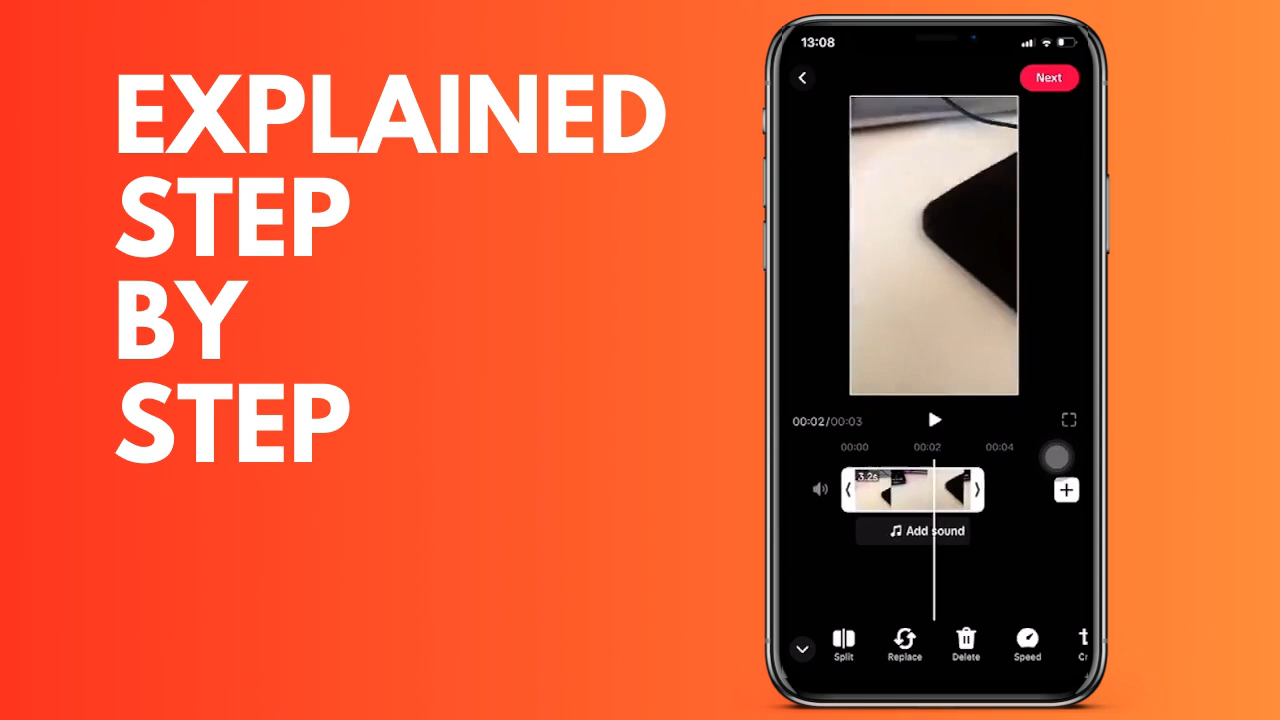 EXPLAINED
STEP
BY
STEP
13:08
Next
00:02/00:03
00:00 00:02 00:04
3.2s
Add sound
Split Replace Delete Speed Cr